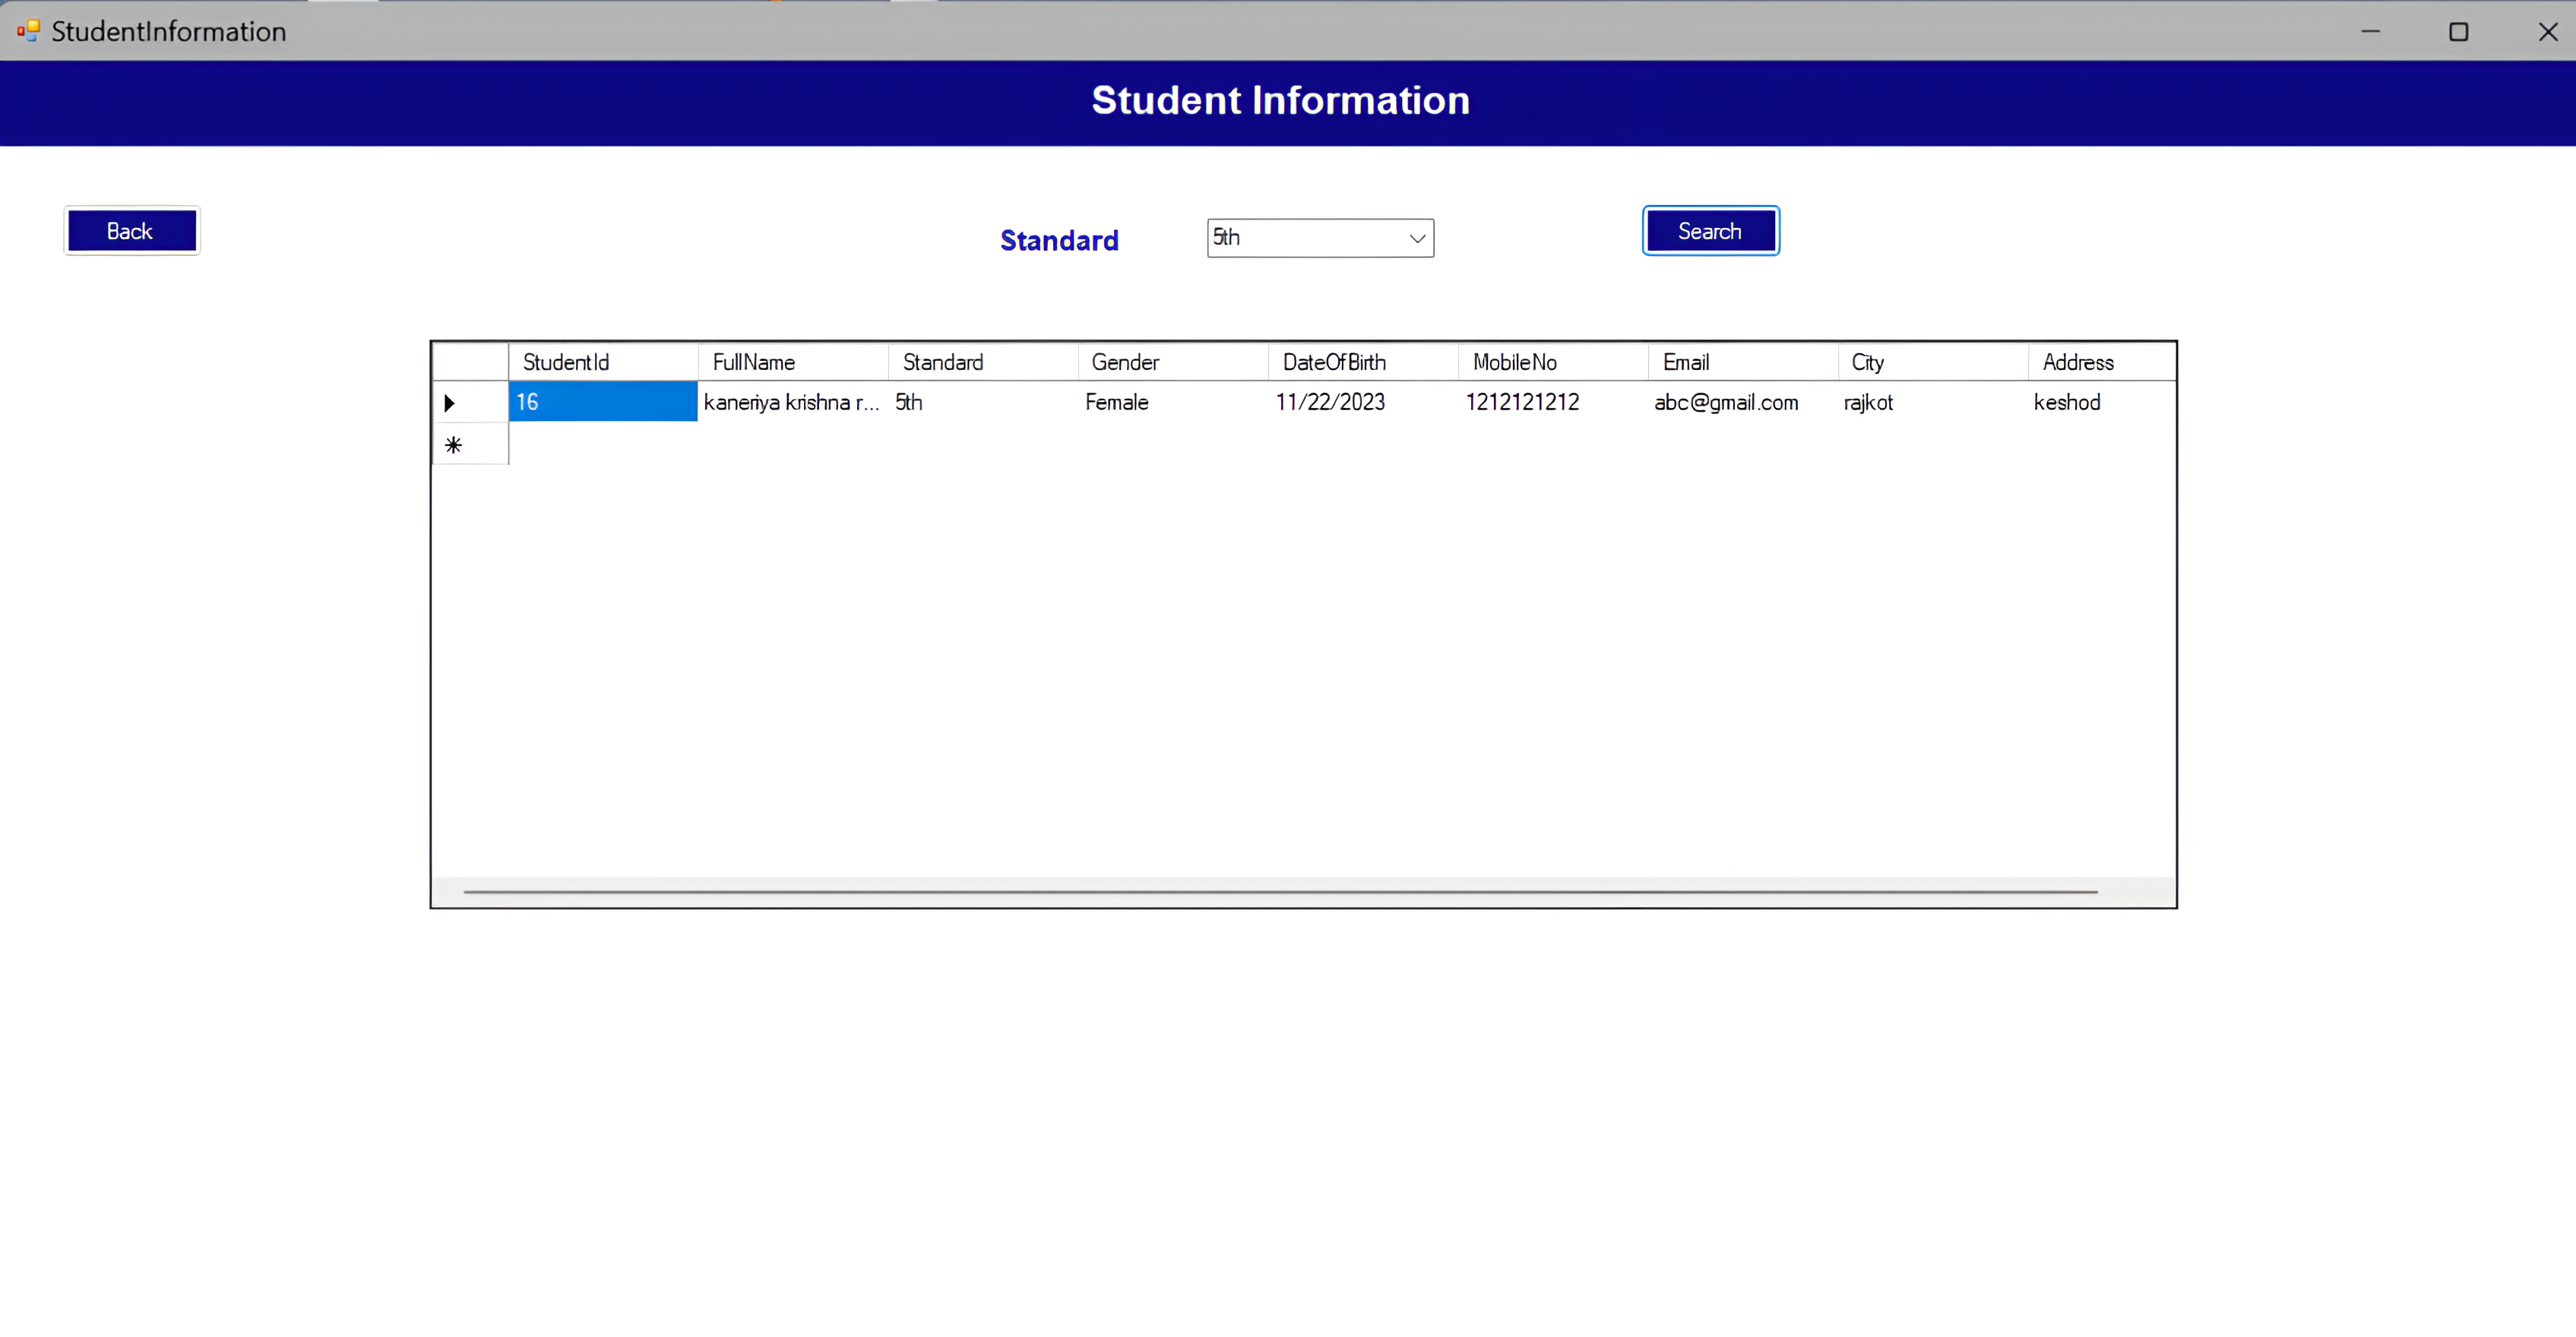 StudentInformation
Student Information
Back
Standard
5th
Search
StudentId FullName Standard Gender DateOfBirth MobileNo Email City Address
16 kaneriya krishna r... 5th Female 11/22/2023 1212121212 abc@gmail.com rajkot keshod